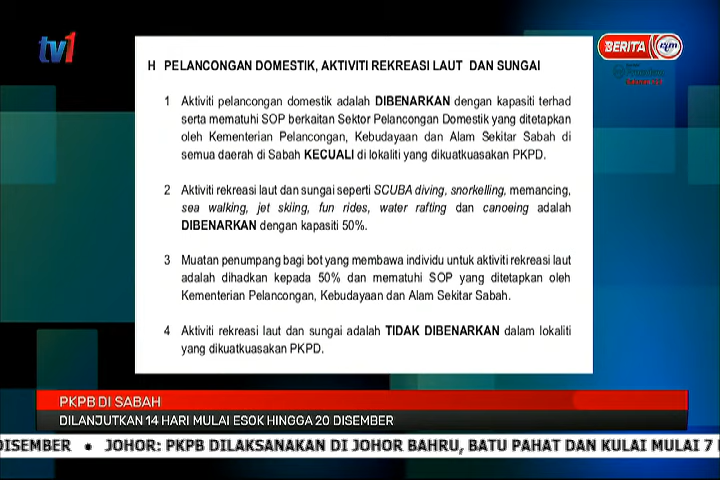 tv1
BERITA rtm
H PELANCONGAN DOMESTIK, AKTIVITI REKREASI LAUT DAN SUNGAI
1 Aktiviti pelancongan domestik adalah DIBENARKAN dengan kapasiti terhad
serta mematuhi SOP berkaitan Sektor Pelancongan Domestik yang ditetapkan
oleh Kementerian Pelancongan, Kebudayaan dan Alam Sekitar Sabah di
semua daerah di Sabah KECUALI di lokaliti yang dikuatkuasakan PKPD.
2 Aktiviti rekreasi laut dan sungai seperti SCUBA diving, snorkelling, memancing,
sea walking, jet skiing, fun rides, water rafting dan canoeing adalah
DIBENARKAN dengan kapasiti 50%.
3 Muatan penumpang bagi bot yang membawa individu untuk aktiviti rekreasi laut
adalah dihadkan kepada 50% dan mematuhi SOP yang ditetapkan oleh
Kementerian Pelancongan, Kebudayaan dan Alam Sekitar Sabah.
4 Aktiviti rekreasi laut dan sungai adalah TIDAK DIBENARKAN dalam lokaliti
yang dikuatkuasakan PKPD.
PKPB DI SABAH
DILANJUTKAN 14 HARI MULAI ESOK HINGGA 20 DISEMBER
DISEMBER • JOHOR: PKPB DILAKSANAKAN DI JOHOR BAHRU, BATU PAHAT DAN KULAI MULAI 7